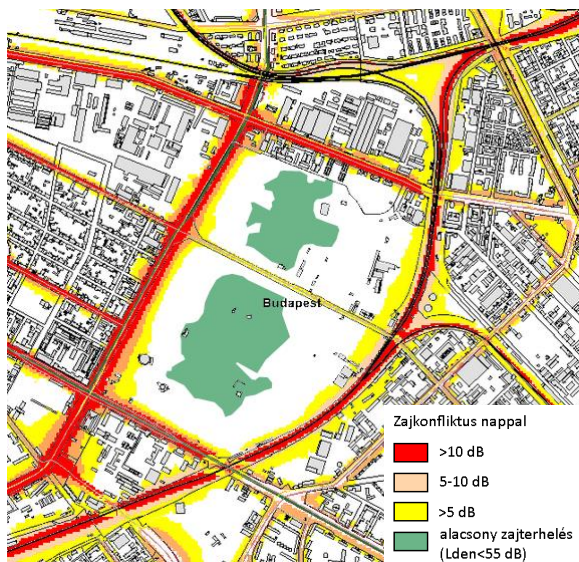 Budapest
Zajkonfliktus nappal
>10 dB
5-10 dB
>5 dB
alacsony zajterhelés
(Lden<55 dB)